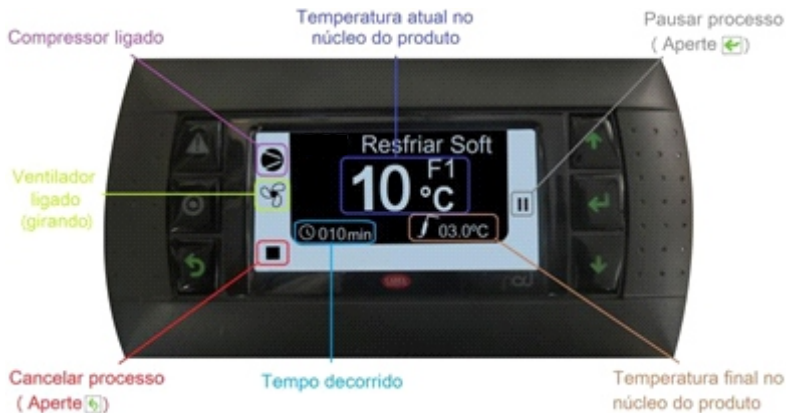 Compressor ligado
Temperatura atual no
núcleo do produto
Pausar processo
( Aperte )
Ventilador
ligado
(girando)
Resfriar Soft
F1
10 °C
010min
03.0ºC
Cancelar processo
( Aperte )
Tempo decorrido
Temperatura final no
núcleo do produto